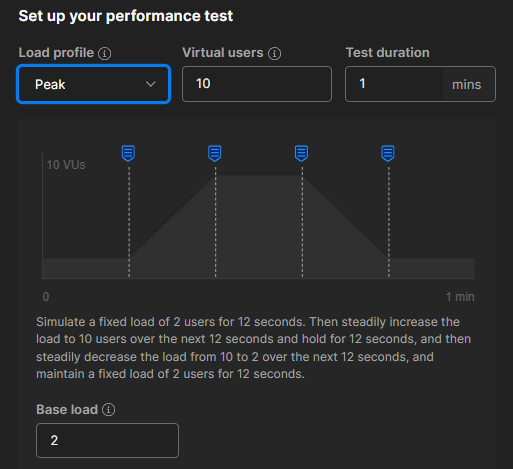 Set up your performance test
Load profile Virtual users Test duration
Peak 10 1 mins
10 VUs
0 1 min
Simulate a fixed load of 2 users for 12 seconds. Then steadily increase the
load to 10 users over the next 12 seconds and hold for 12 seconds, and then
steadily decrease the load from 10 to 2 over the next 12 seconds, and
maintain a fixed load of 2 users for 12 seconds.
Base load
2